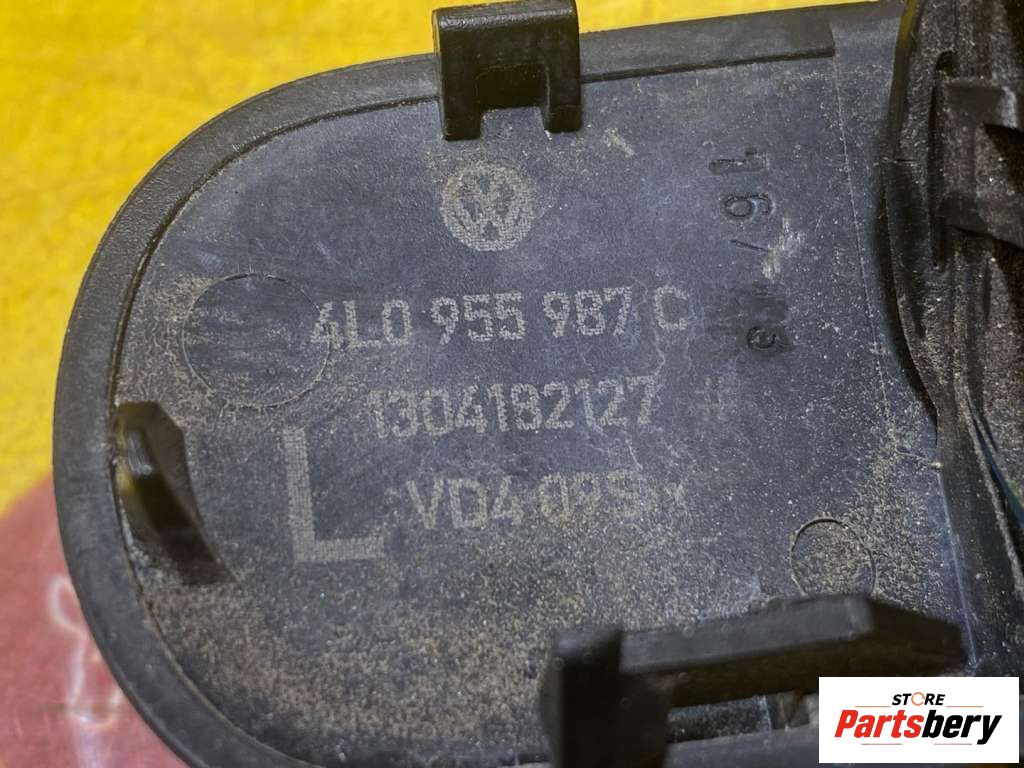 4L0 955 987 C
1304182127 #
VD4 09S
L
STORE
Partsbery